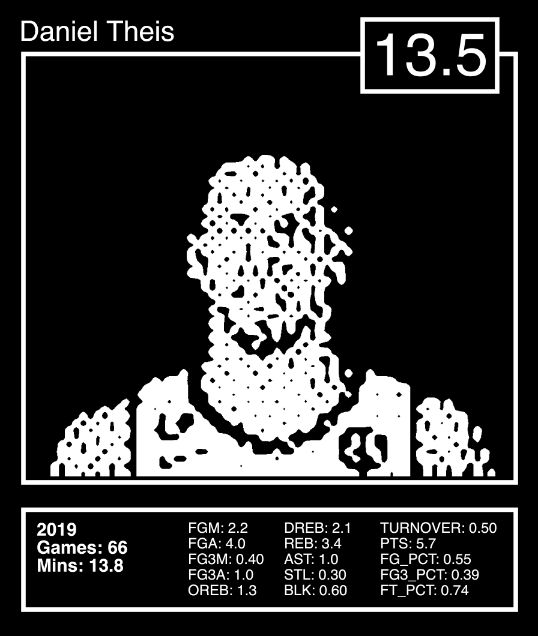 Daniel Theis
13.5
2019
Games: 66
Mins: 13.8
FGM: 2.2
FGA: 4.0
FG3M: 0.40
FG3A: 1.0
OREB: 1.3
DREB: 2.1
REB: 3.4
AST: 1.0
STL: 0.30
BLK: 0.60
TURNOVER: 0.50
PTS: 5.7
FG_PCT: 0.55
FG3_PCT: 0.39
FT_PCT: 0.74